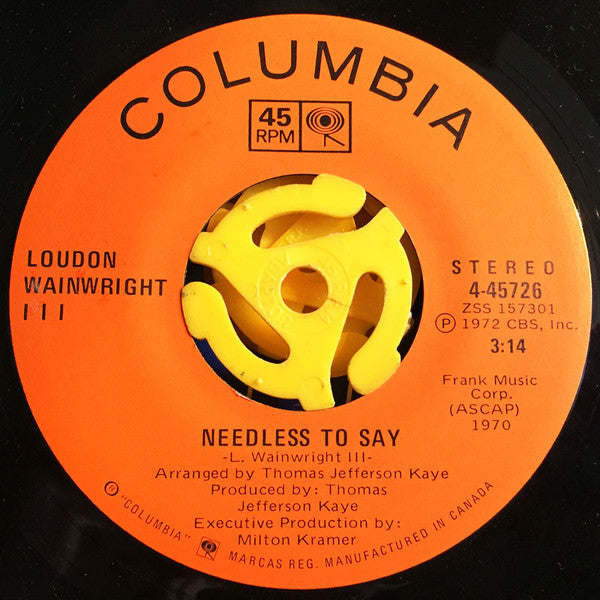 COLUMBIA
45
RPM
LOUDON
WAINWRIGHT
III
STEREO
4-45726
ZSS 157301
Ⓟ 1972 CBS, Inc.
3:14
Frank Music
Corp.
(ASCAP)
1970
NEEDLESS TO SAY
-L. Wainwright III-
Arranged by Thomas Jefferson Kaye
Produced by: Thomas
Jefferson Kaye
Executive Production by:
Milton Kramer
"COLUMBIA" MARCAS REG. MANUFACTURED IN CANADA